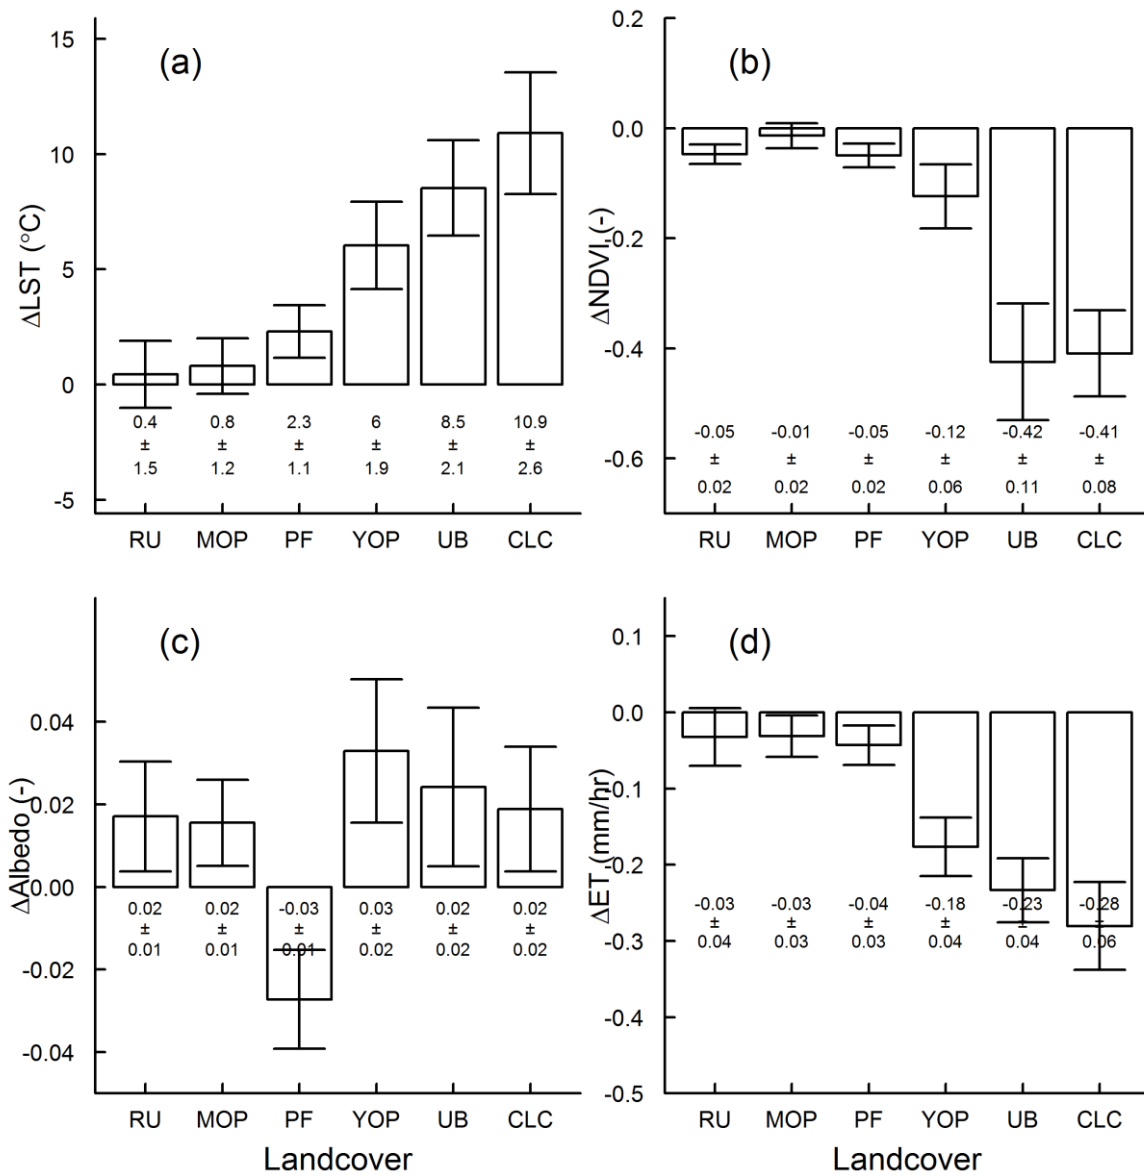 (a)
15
10
5
0
-5
ΔLST (°C)
0.4 0.8 2.3 6 8.5 10.9
± ± ± ± ± ±
1.5 1.2 1.1 1.9 2.1 2.6
RU MOP PF YOP UB CLC
(b)
0.2
0.0
-0.2
-0.4
-0.6
ΔNDVI (-)
-0.05 -0.01 -0.05 -0.12 -0.42 -0.41
± ± ± ± ± ±
0.02 0.02 0.02 0.06 0.11 0.08
RU MOP PF YOP UB CLC
(c)
0.04
0.02
0.00
-0.02
-0.04
ΔAlbedo (-)
0.02 0.02 -0.03 0.03 0.02 0.02
± ± ± ± ± ±
0.01 0.01 0.01 0.02 0.02 0.02
RU MOP PF YOP UB CLC
Landcover
(d)
0.1
0.0
-0.1
-0.2
-0.3
-0.4
-0.5
ΔET (mm/hr)
-0.03 -0.03 -0.04 -0.18 -0.23 -0.28
± ± ± ± ± ±
0.04 0.03 0.03 0.04 0.04 0.06
RU MOP PF YOP UB CLC
Landcover